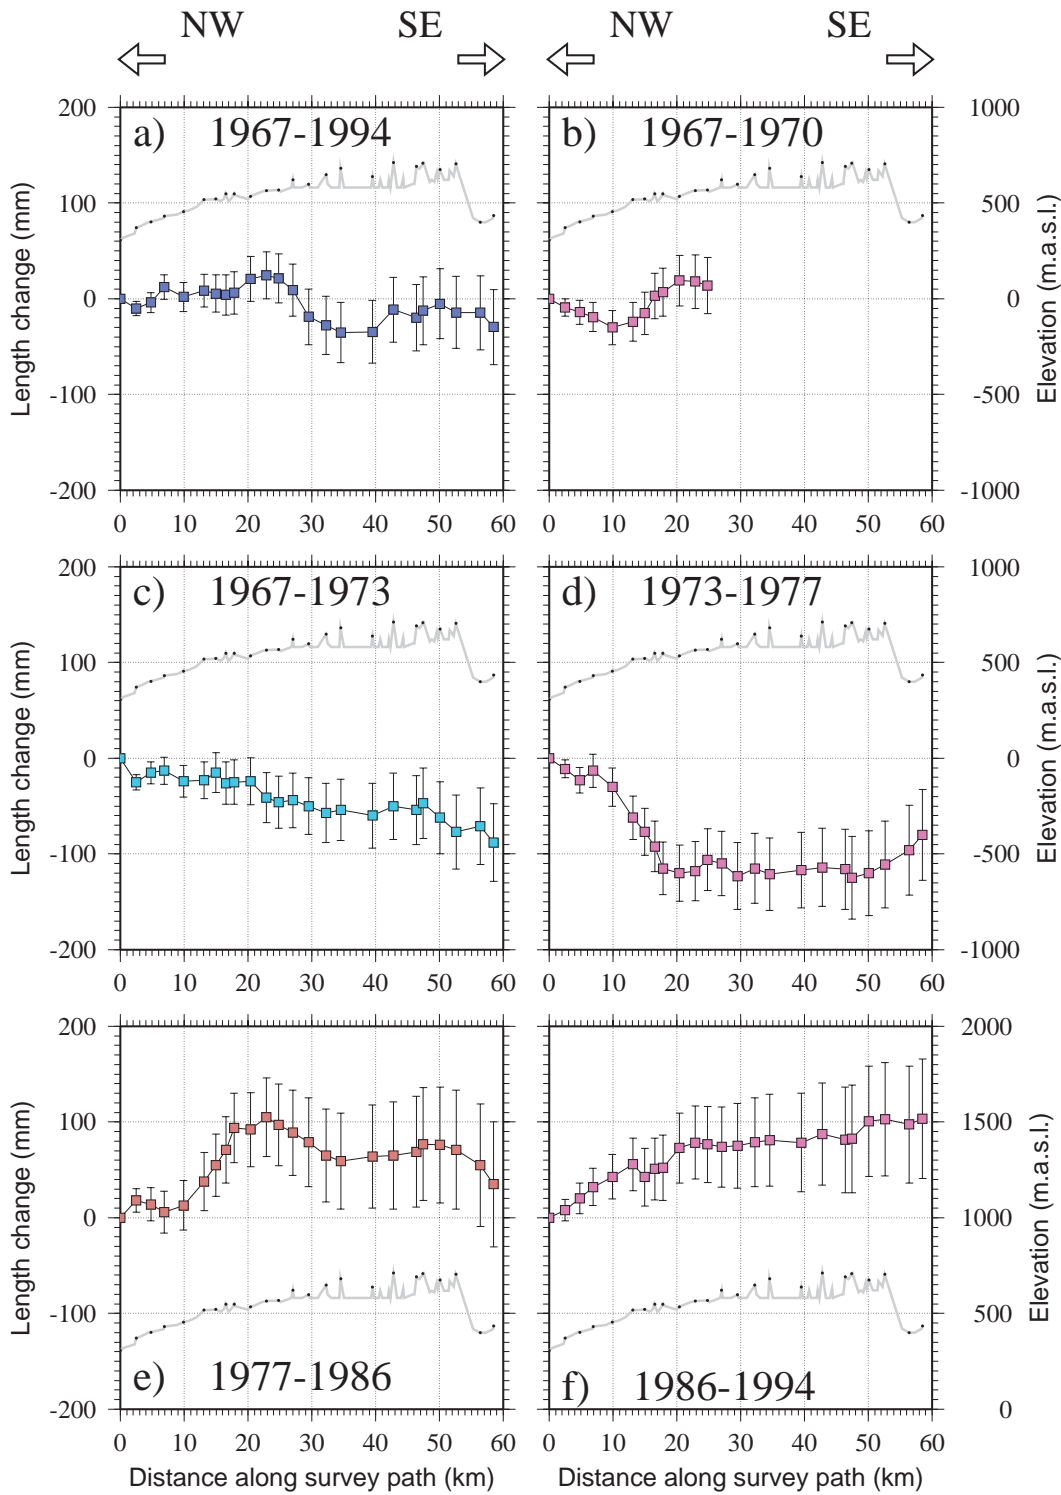 NW SE NW SE
a) 1967-1994 b) 1967-1970
200 1000
100 500
0 0
-100 -500
-200 -1000
Length change (mm) Elevation (m.a.s.l.)
0 10 20 30 40 50 60 0 10 20 30 40 50 60
c) 1967-1973 d) 1973-1977
200 1000
100 500
0 0
-100 -500
-200 -1000
Length change (mm) Elevation (m.a.s.l.)
0 10 20 30 40 50 60 0 10 20 30 40 50 60
200 2000
100 1500
0 1000
-100 500
-200 0
Length change (mm) Elevation (m.a.s.l.)
e) 1977-1986 f) 1986-1994
0 10 20 30 40 50 60 0 10 20 30 40 50 60
Distance along survey path (km) Distance along survey path (km)